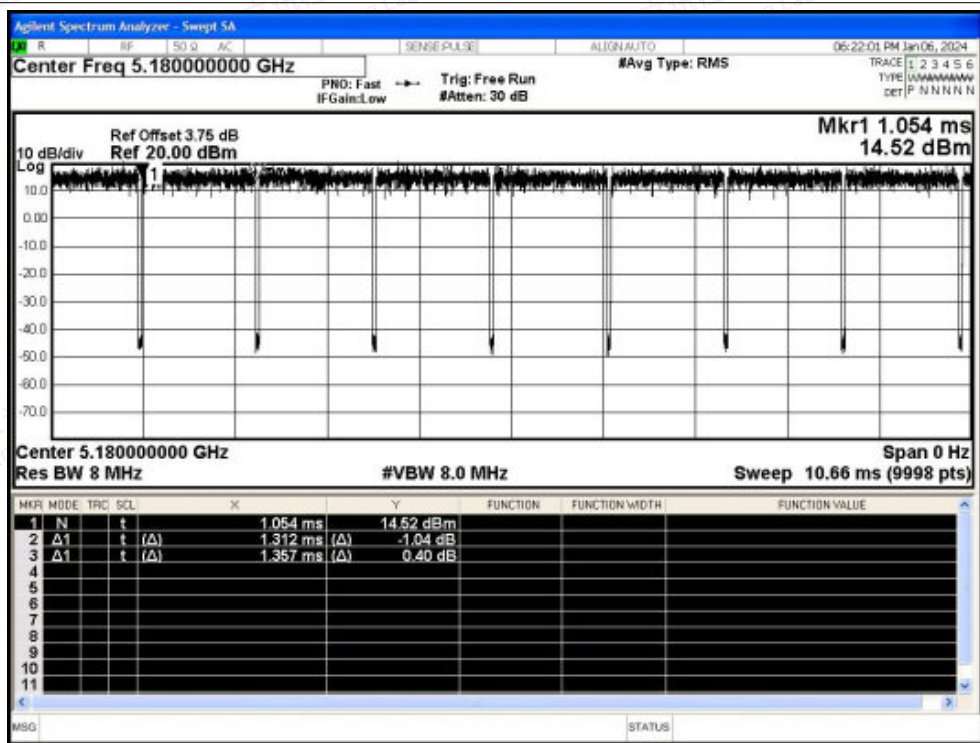 Agilent Spectrum Analyzer - Swept SA
R RF 50 Ω AC SENSE:PULSE ALIGN AUTO 06:22:01 PM Jan 06, 2024
Center Freq 5.180000000 GHz #Avg Type: RMS TRACE 1 2 3 4 5 6
PNO: Fast Trig: Free Run TYPE
IFGain:Low #Atten: 30 dB DET P N N N N N
Mkr1 1.054 ms
14.52 dBm
Ref Offset 3.75 dB
10 dB/div Ref 20.00 dBm
Log
1
10.0
0.00
-10.0
-20.0
-30.0
-40.0
-50.0
-60.0
-70.0
Center 5.180000000 GHz Span 0 Hz
Res BW 8 MHz #VBW 8.0 MHz Sweep 10.66 ms (9998 pts)
MKR MODE TRC SCL X Y FUNCTION FUNCTION WIDTH FUNCTION VALUE
1 N t 1.054 ms 14.52 dBm
2 Δ1 t (Δ) 1.312 ms (Δ) -1.04 dB
3 Δ1 t (Δ) 1.357 ms (Δ) 0.40 dB
4
5
6
7
8
9
10
11
MSG STATUS